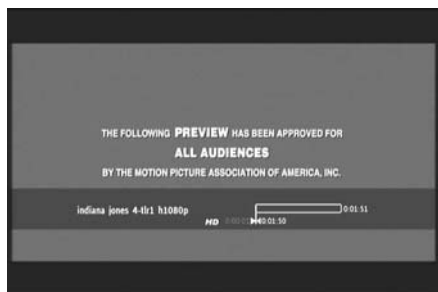 THE FOLLOWING PREVIEW HAS BEEN APPROVED FOR
ALL AUDIENCES
BY THE MOTION PICTURE ASSOCIATION OF AMERICA, INC.
indiana jones 4-tlr1 h1080p
0:01:51
HD
0:01:50